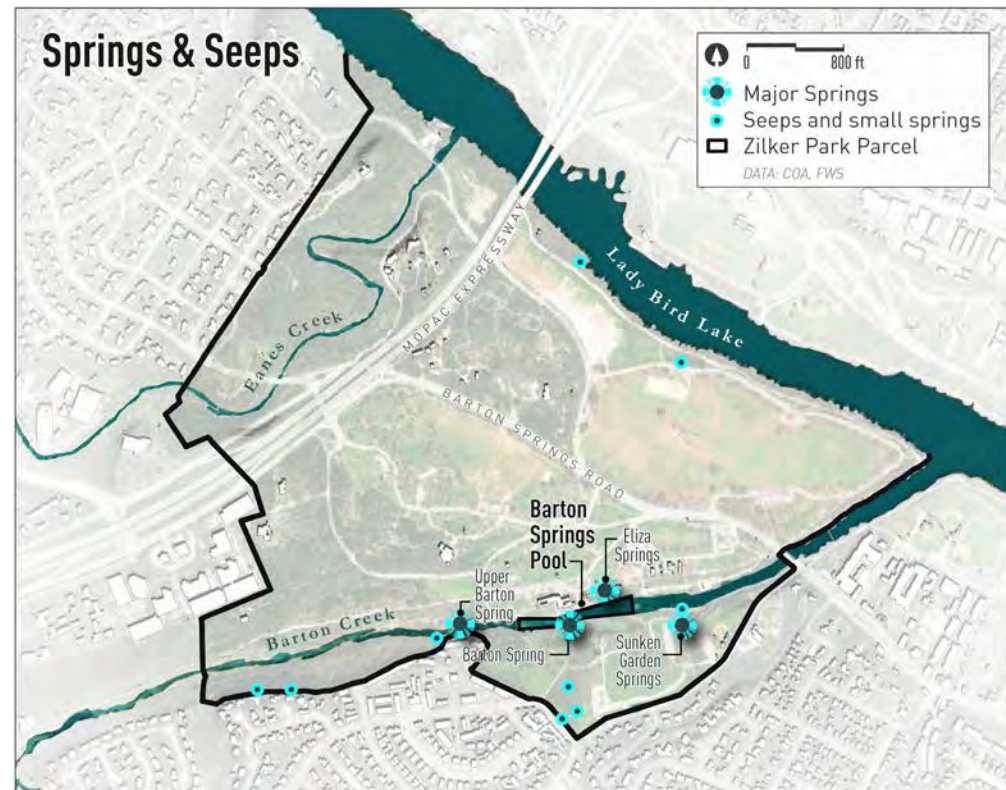 Springs & Seeps
0 800 ft
Major Springs
Seeps and small springs
Zilker Park Parcel
DATA: COA, FWS
Lady Bird Lake
MOPAC EXPRESSWAY
Eanes Creek
BARTON SPRINGS ROAD
Barton
Springs
Pool
Eliza
Springs
Upper
Barton
Spring
Barton Creek
Barton Spring
Sunken
Garden
Springs